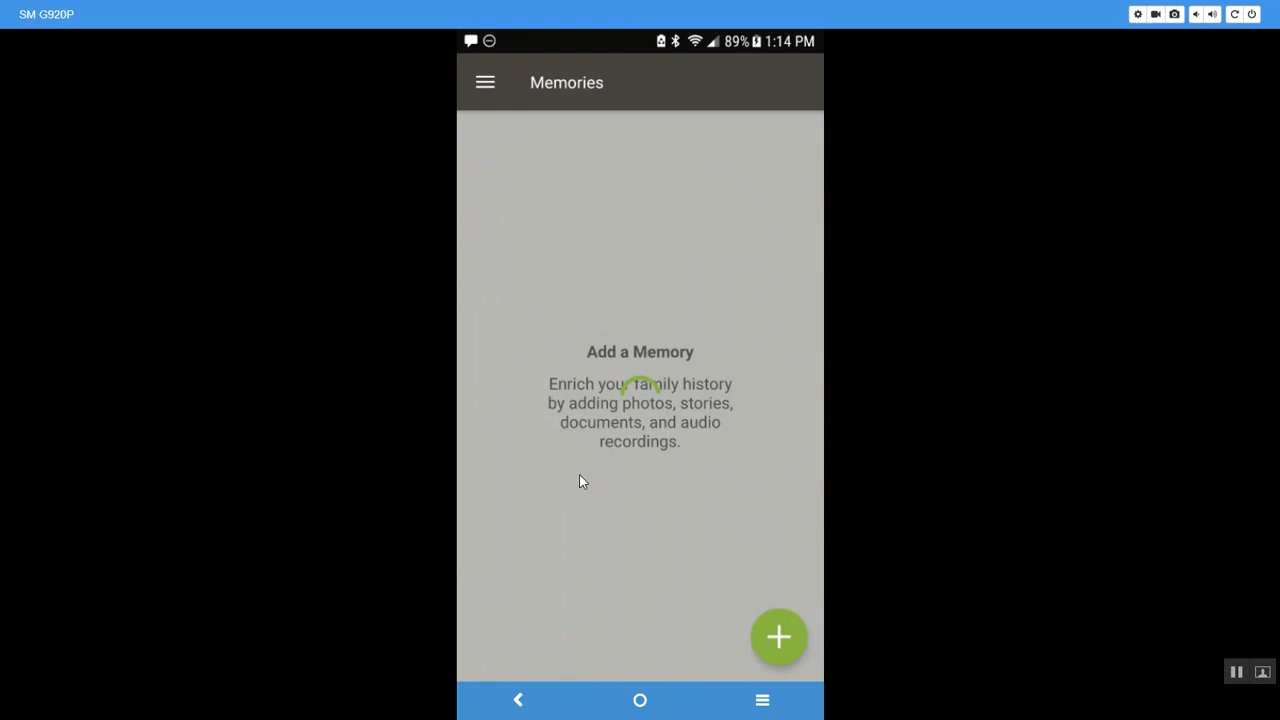 SM G920P
89% 1:14 PM
Memories
Add a Memory
Enrich your family history
by adding photos, stories,
documents, and audio
recordings.